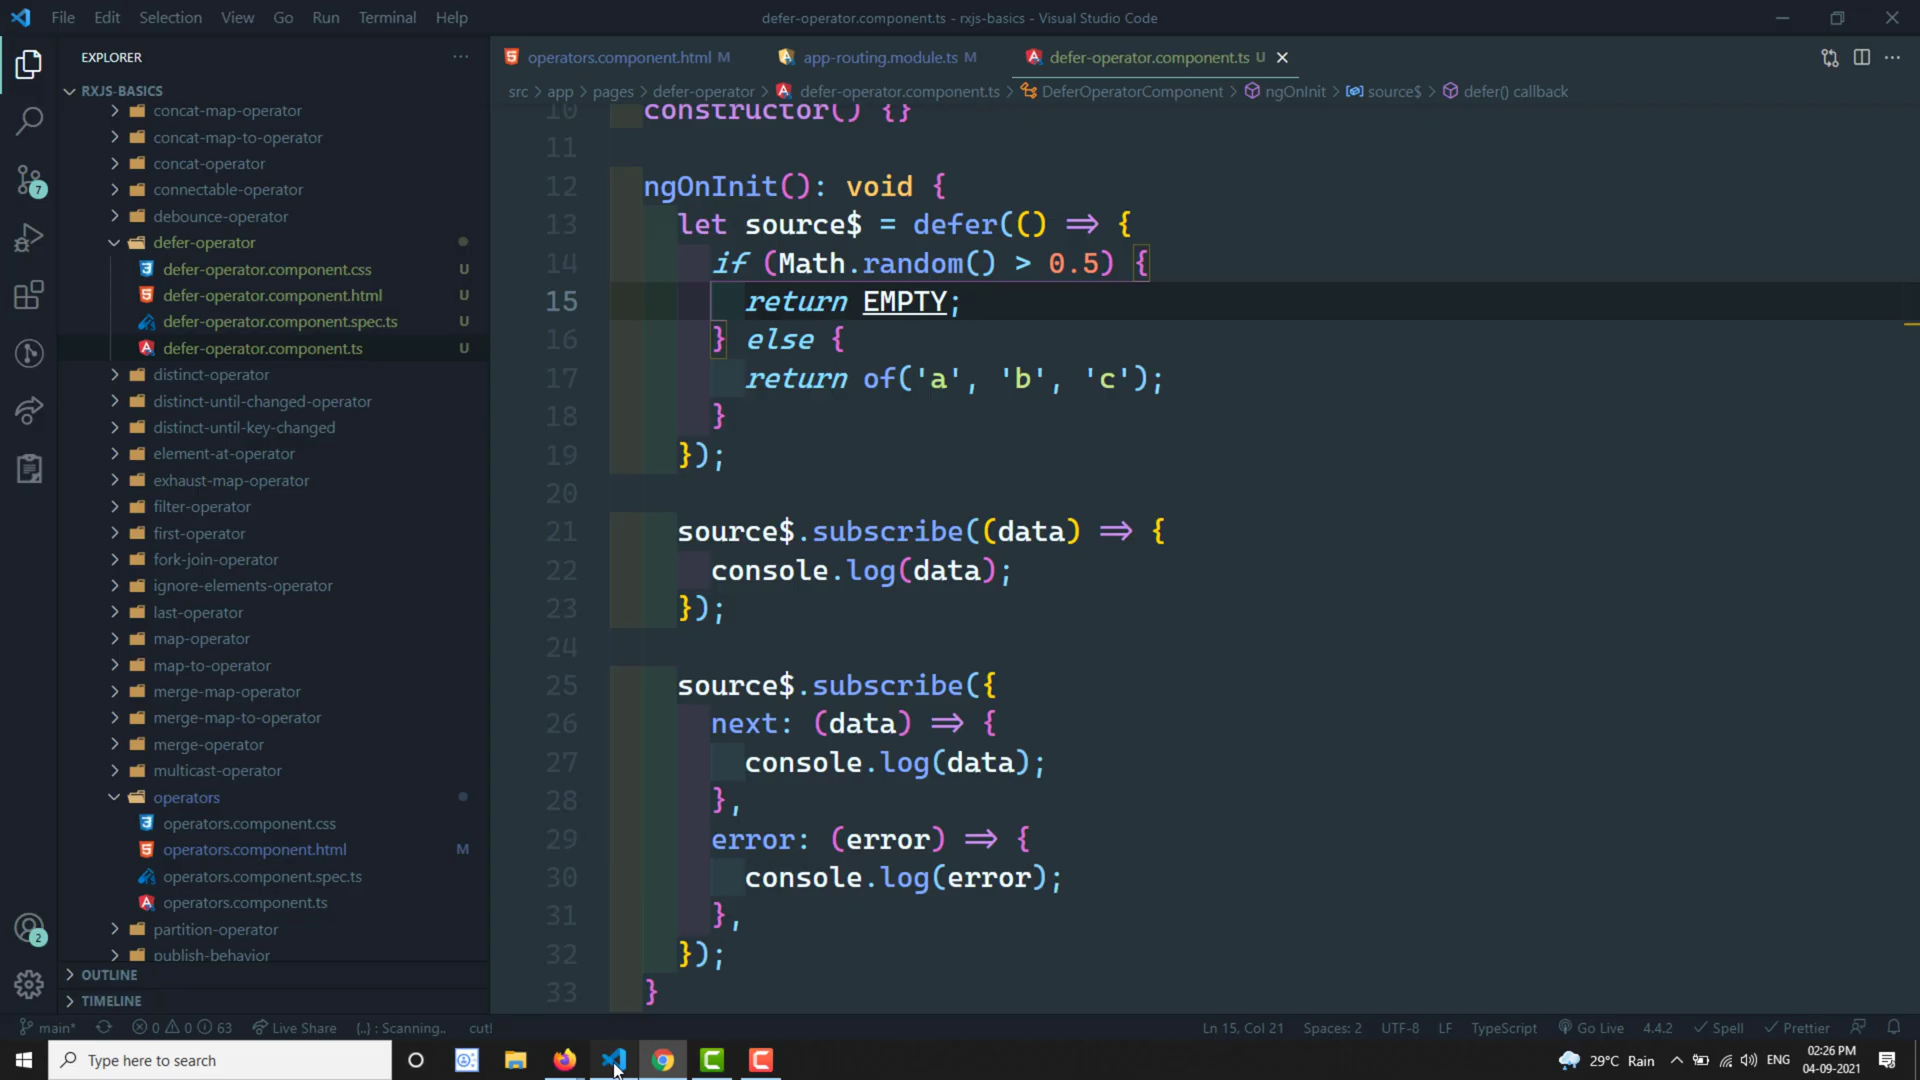 File Edit Selection View Go Run Terminal Help
defer-operator.component.ts - rxjs-basics - Visual Studio Code
EXPLORER
operators.component.html M
app-routing.module.ts M
defer-operator.component.ts U
src > app > pages > defer-operator > defer-operator.component.ts > DeferOperatorComponent > ngOnInit > source$ > defer() callback
RXJS-BASICS
concat-map-operator
concat-map-to-operator
concat-operator
connectable-operator
debounce-operator
defer-operator
defer-operator.component.css U
defer-operator.component.html U
defer-operator.component.spec.ts U
defer-operator.component.ts U
distinct-operator
distinct-until-changed-operator
distinct-until-key-changed
element-at-operator
exhaust-map-operator
filter-operator
first-operator
fork-join-operator
ignore-elements-operator
last-operator
map-operator
map-to-operator
merge-map-operator
merge-map-to-operator
merge-operator
multicast-operator
operators
operators.component.css
operators.component.html M
operators.component.spec.ts
operators.component.ts
partition-operator
publish-behavior
OUTLINE
TIMELINE
7
2
10 constructor() {}
11
12 ngOnInit(): void {
13 let source$ = defer(() => {
14 if (Math.random() > 0.5) {
15 return EMPTY;
16 } else {
17 return of('a', 'b', 'c');
18 }
19 });
20
21 source$.subscribe((data) => {
22 console.log(data);
23 });
24
25 source$.subscribe({
26 next: (data) => {
27 console.log(data);
28 },
29 error: (error) => {
30 console.log(error);
31 },
32 });
33 }
main* 0 0 63 Live Share {..} : Scanning.. cut! Ln 15, Col 21 Spaces: 2 UTF-8 LF TypeScript Go Live 4.4.2 Spell Prettier
Type here to search
29°C Rain ENG
02:26 PM
04-09-2021